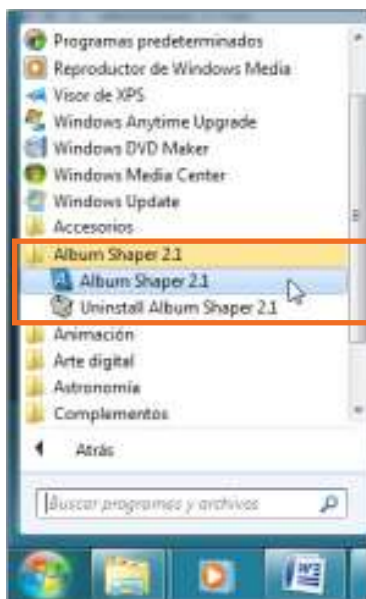 Programas predeterminados
Reproductor de Windows Media
Visor de XPS
Windows Anytime Upgrade
Windows DVD Maker
Windows Media Center
Windows Update
Accesorios
Album Shaper 2.1
Album Shaper 2.1
Uninstall Album Shaper 2.1
Animación
Arte digital
Astronomía
Complementos
Atrás
Buscar programas y archivos